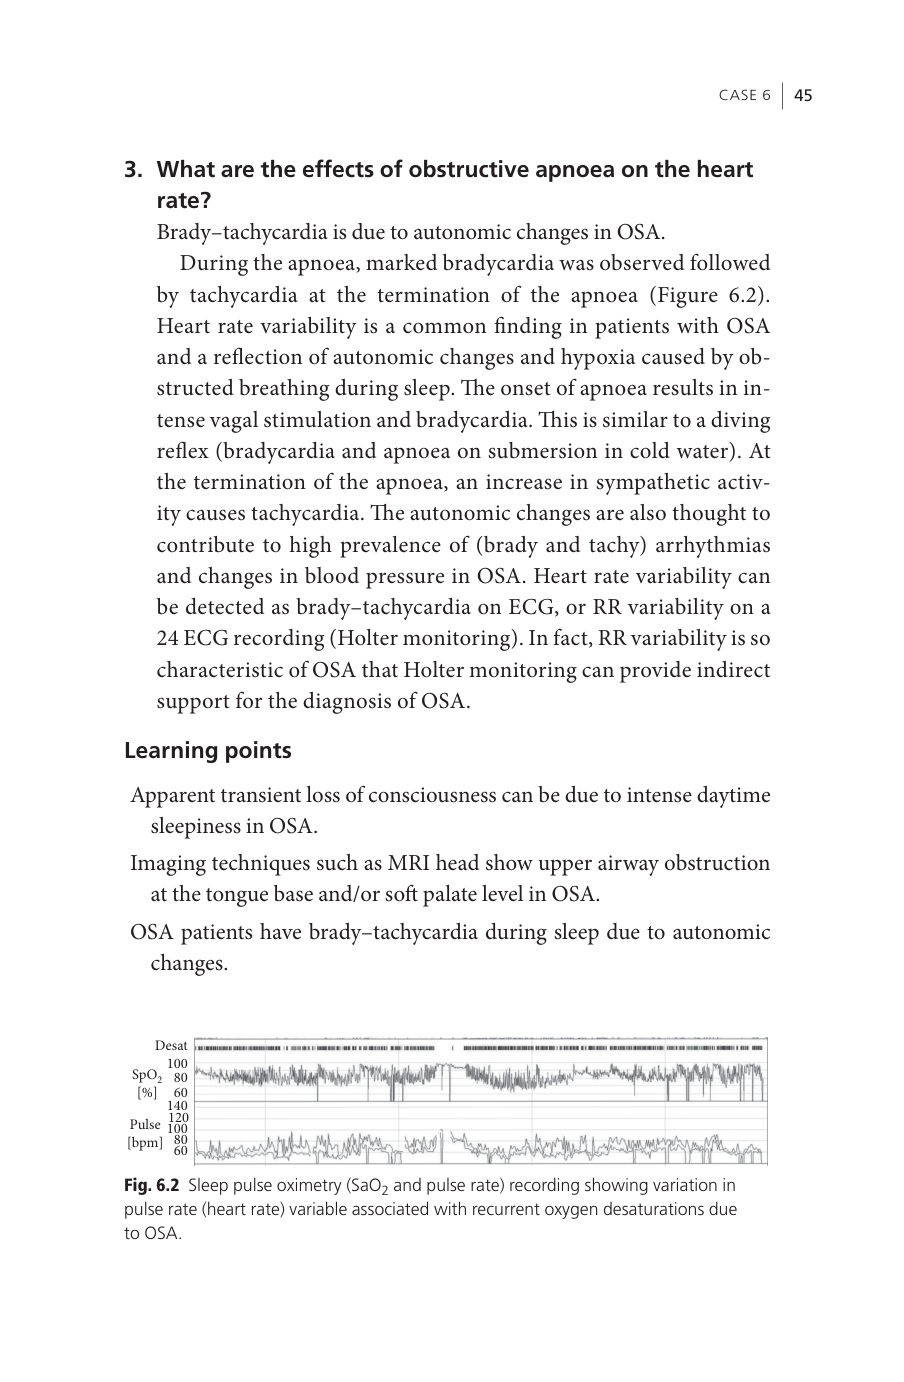 CASE 6 45
3. What are the effects of obstructive apnoea on the heart
rate?
Brady–tachycardia is due to autonomic changes in OSA.
During the apnoea, marked bradycardia was observed followed
by tachycardia at the termination of the apnoea (Figure 6.2).
Heart rate variability is a common finding in patients with OSA
and a reflection of autonomic changes and hypoxia caused by ob-
structed breathing during sleep. The onset of apnoea results in in-
tense vagal stimulation and bradycardia. This is similar to a diving
reflex (bradycardia and apnoea on submersion in cold water). At
the termination of the apnoea, an increase in sympathetic activ-
ity causes tachycardia. The autonomic changes are also thought to
contribute to high prevalence of (brady and tachy) arrhythmias
and changes in blood pressure in OSA. Heart rate variability can
be detected as brady–tachycardia on ECG, or RR variability on a
24 ECG recording (Holter monitoring). In fact, RR variability is so
characteristic of OSA that Holter monitoring can provide indirect
support for the diagnosis of OSA.
Learning points
Apparent transient loss of consciousness can be due to intense daytime
sleepiness in OSA.
Imaging techniques such as MRI head show upper airway obstruction
at the tongue base and/or soft palate level in OSA.
OSA patients have brady–tachycardia during sleep due to autonomic
changes.
Desat
100
SpO2 80
[%] 60
140
120
Pulse 100
[bpm] 80
60
Fig. 6.2 Sleep pulse oximetry (SaO2 and pulse rate) recording showing variation in
pulse rate (heart rate) variable associated with recurrent oxygen desaturations due
to OSA.